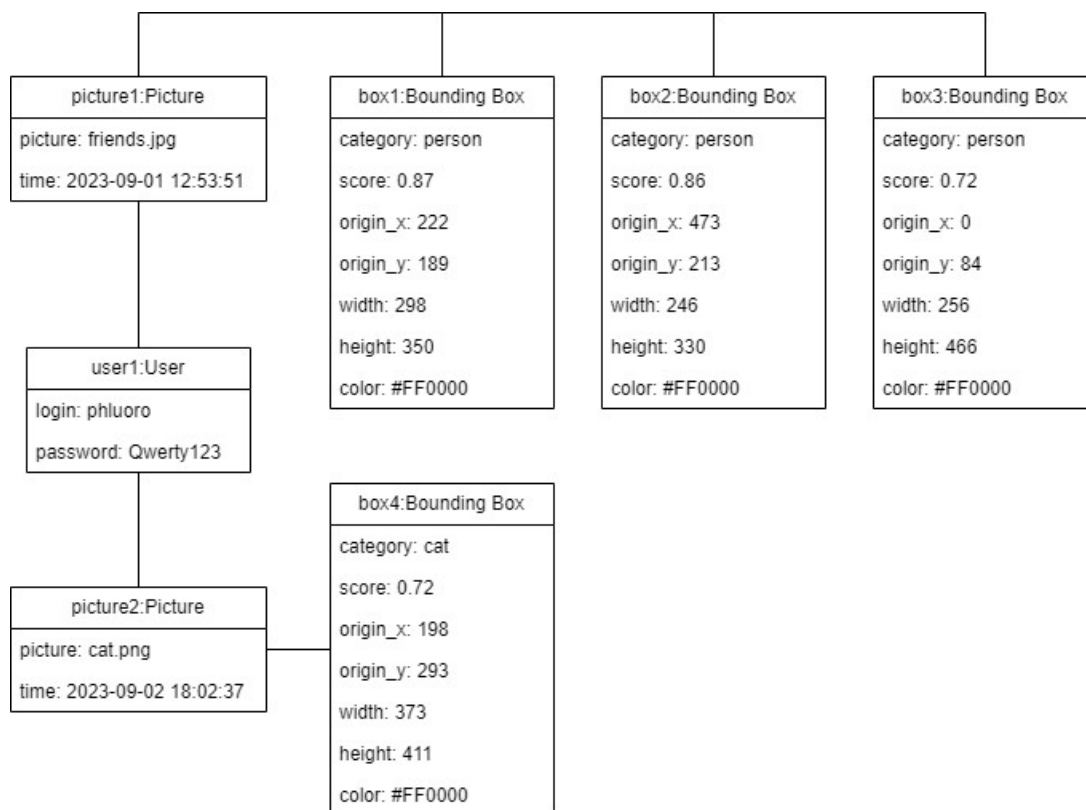 picture1:Picture
picture: friends.jpg
time: 2023-09-01 12:53:51
box1:Bounding Box
category: person
score: 0.87
origin_x: 222
origin_y: 189
width: 298
height: 350
color: #FF0000
box2:Bounding Box
category: person
score: 0.86
origin_x: 473
origin_y: 213
width: 246
height: 330
color: #FF0000
box3:Bounding Box
category: person
score: 0.72
origin_x: 0
origin_y: 84
width: 256
height: 466
color: #FF0000
user1:User
login: phluoro
password: Qwerty123
picture2:Picture
picture: cat.png
time: 2023-09-02 18:02:37
box4:Bounding Box
category: cat
score: 0.72
origin_x: 198
origin_y: 293
width: 373
height: 411
color: #FF0000